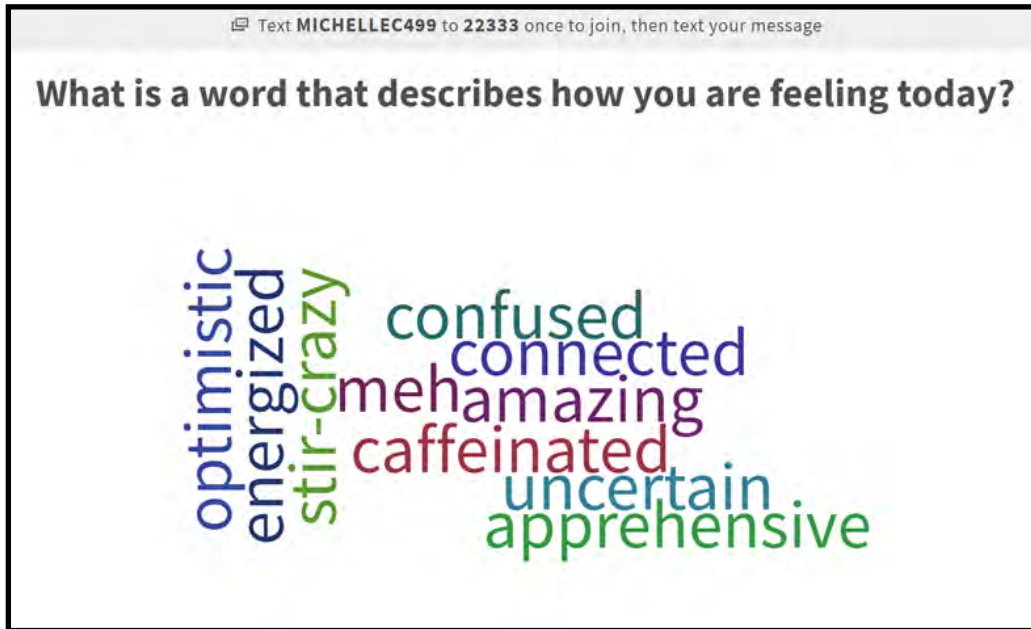 Text MICHELLEC499 to 22333 once to join, then text your message
What is a word that describes how you are feeling today?
optimistic
energized
stir-crazy
confused
connected
meh
amazing
caffeinated
uncertain
apprehensive